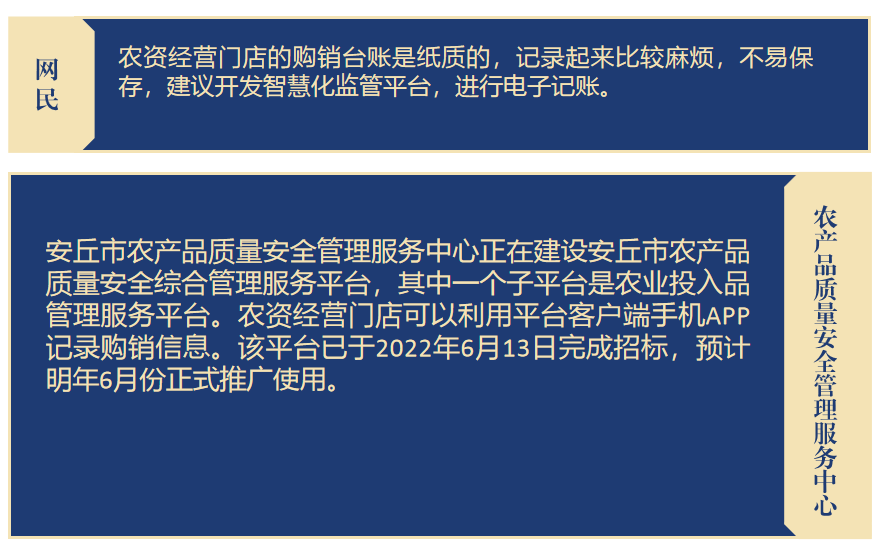 网民
农资经营门店的购销台账是纸质的，记录起来比较麻烦，不易保
存，建议开发智慧化监管平台，进行电子记账。
安丘市农产品质量安全管理服务中心正在建设安丘市农产品
质量安全综合管理服务平台，其中一个子平台是农业投入品
管理服务平台。农资经营门店可以利用平台客户端手机APP
记录购销信息。该平台已于2022年6月13日完成招标，预计
明年6月份正式推广使用。
农产品质量安全管理服务中心